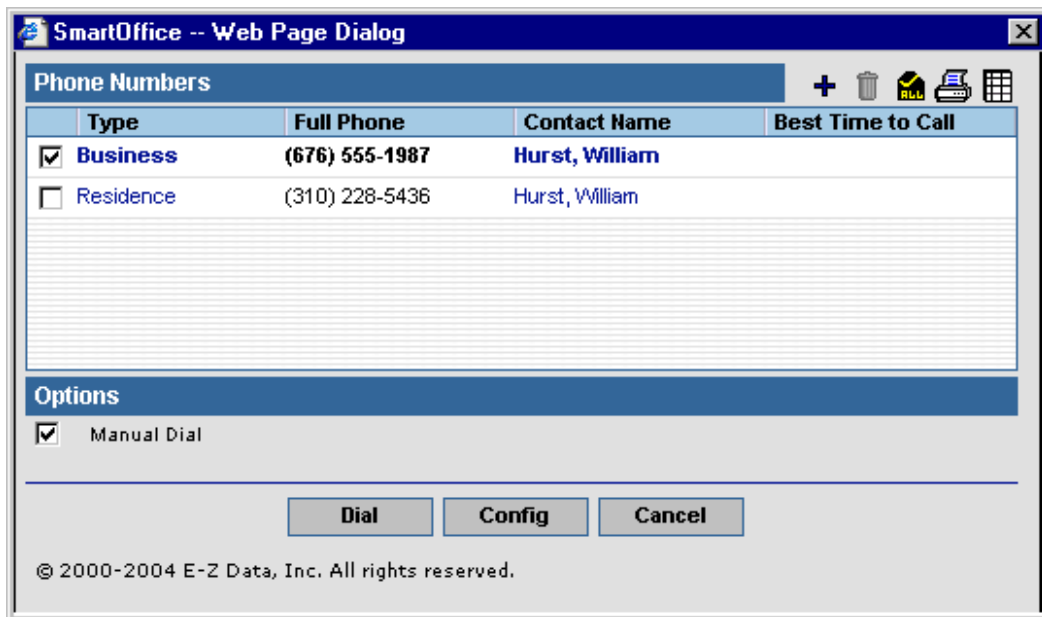 SmartOffice -- Web Page Dialog
Phone Numbers
ALL
Type Full Phone Contact Name Best Time to Call
Business (676) 555-1987 Hurst, William
Residence (310) 228-5436 Hurst, William
Options
Manual Dial
Dial Config Cancel
© 2000-2004 E-Z Data, Inc. All rights reserved.